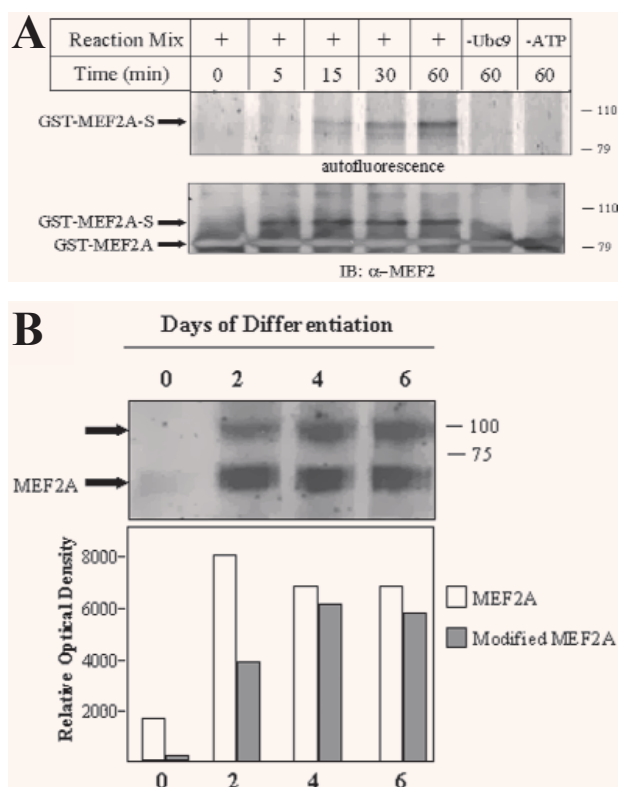 A
Reaction Mix + + + + + -Ubc9 -ATP
Time (min) 0 5 15 30 60 60 60
GST-MEF2A-S
110
79
autofluorescence
GST-MEF2A-S
GST-MEF2A
110
79
IB: α-MEF2
B
Days of Differentiation
0 2 4 6
100
75
MEF2A
Relative Optical Density
8000
6000
4000
2000
MEF2A
Modified MEF2A
0 2 4 6